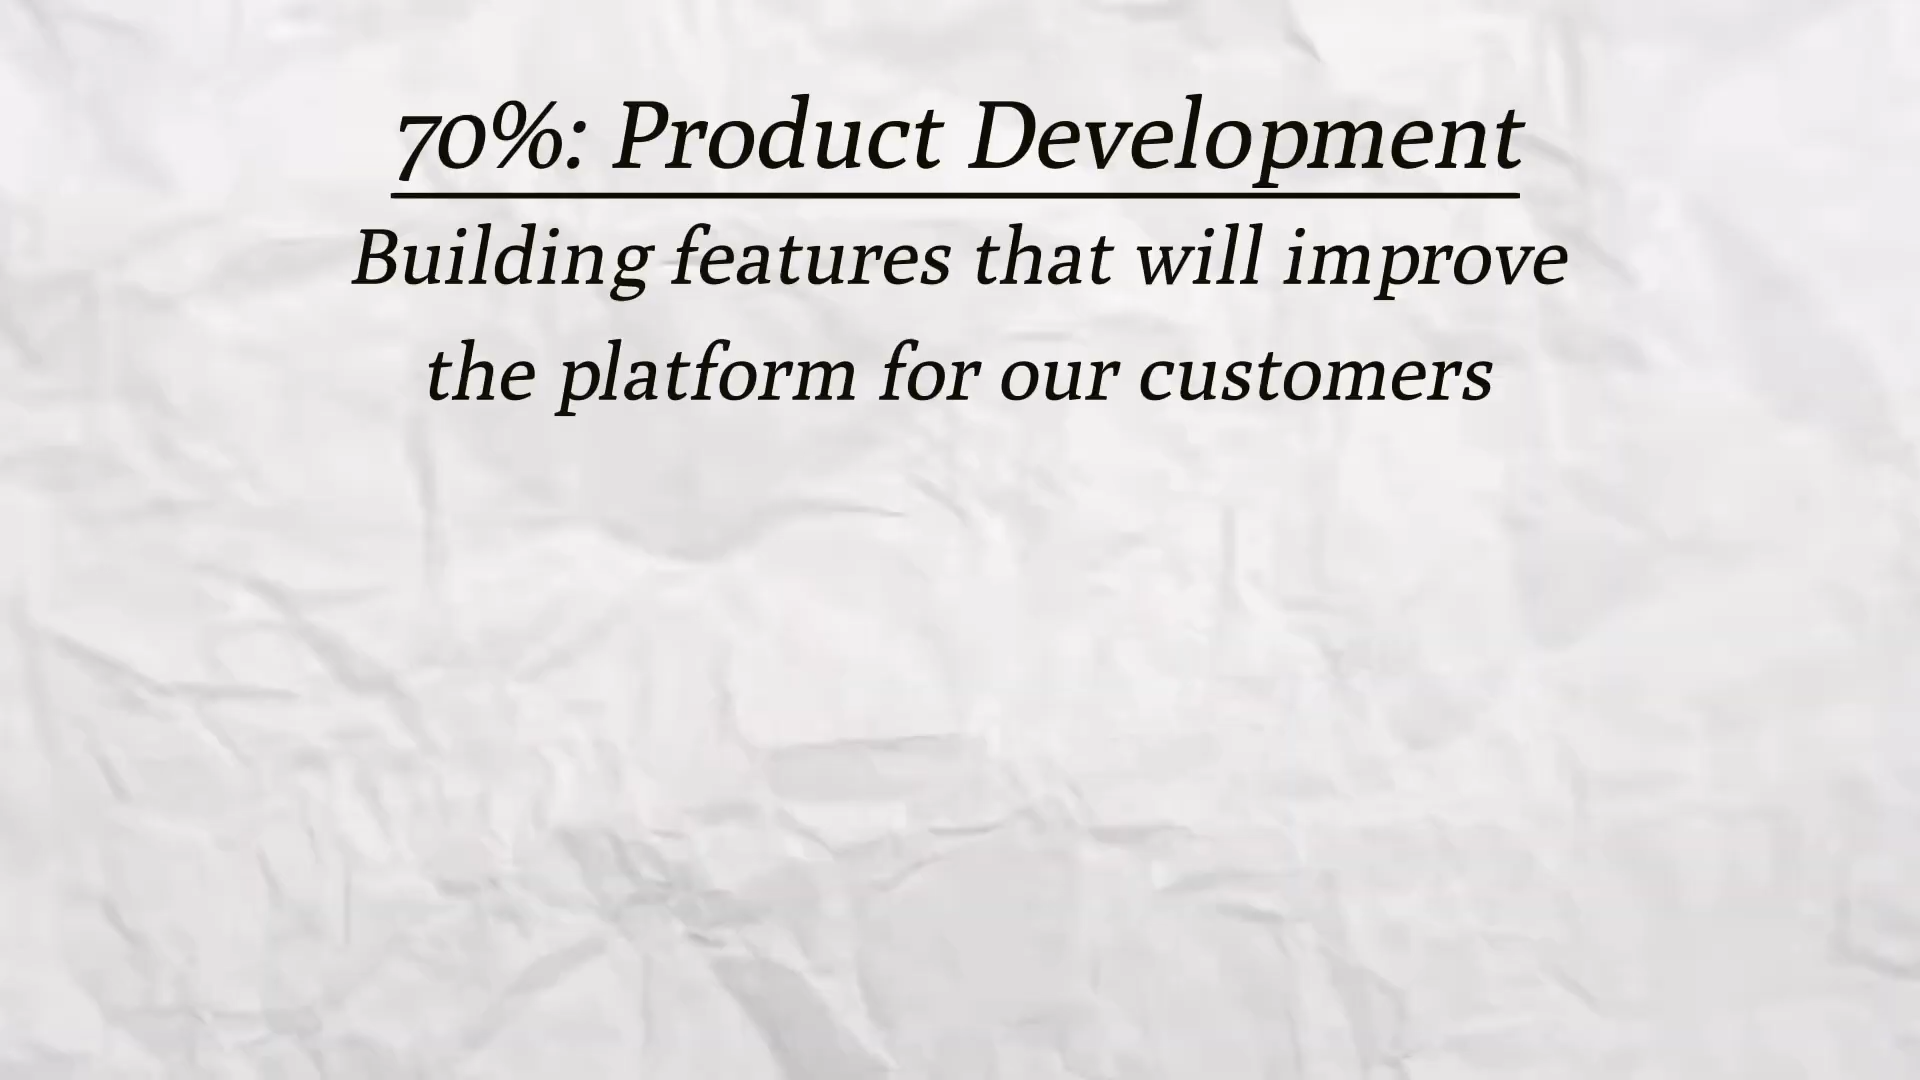 70%: Product Development
Building features that will improve
the platform for our customers